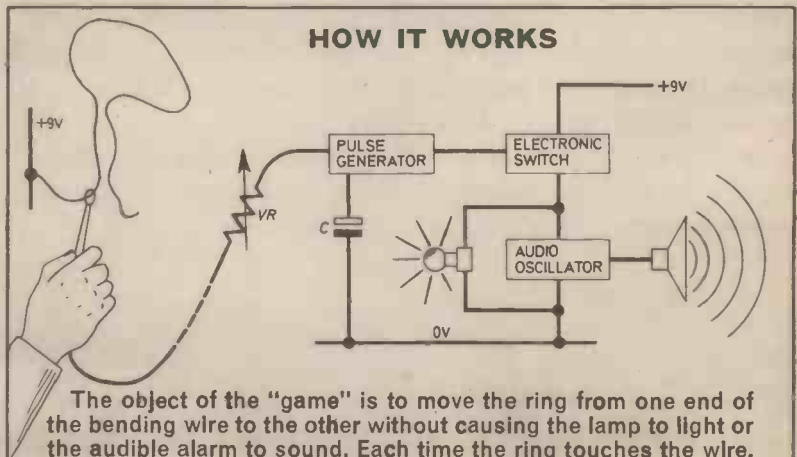 HOW IT WORKS
+9V
+9V
PULSE GENERATOR
ELECTRONIC SWITCH
VR
C
AUDIO OSCILLATOR
0V
The object of the "game" is to move the ring from one end of
the bending wire to the other without causing the lamp to light or
the audible alarm to sound. Each time the ring touches the wire,